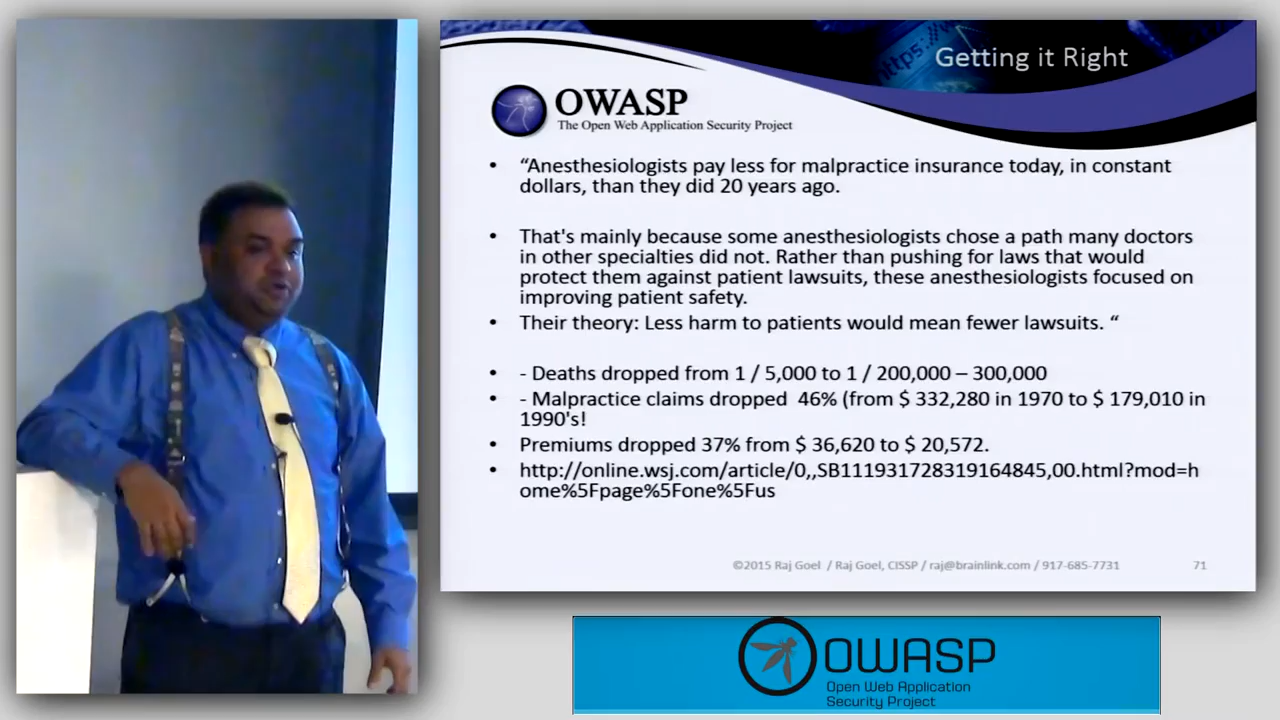 https://w
Getting it Right
OWASP
The Open Web Application Security Project
• “Anesthesiologists pay less for malpractice insurance today, in constant
dollars, than they did 20 years ago.
• That's mainly because some anesthesiologists chose a path many doctors
in other specialties did not. Rather than pushing for laws that would
protect them against patient lawsuits, these anesthesiologists focused on
improving patient safety.
• Their theory: Less harm to patients would mean fewer lawsuits. “
• - Deaths dropped from 1 / 5,000 to 1 / 200,000 – 300,000
• - Malpractice claims dropped  46% (from $ 332,280 in 1970 to $ 179,010 in
1990's!
• Premiums dropped 37% from $ 36,620 to $ 20,572.
• http://online.wsj.com/article/0,,SB111931728319164845,00.html?mod=h
ome%5Fpage%5Fone%5Fus
©2015 Raj Goel / Raj Goel, CISSP / raj@brainlink.com / 917-685-7731
71
OWASP
Open Web Application
Security Project